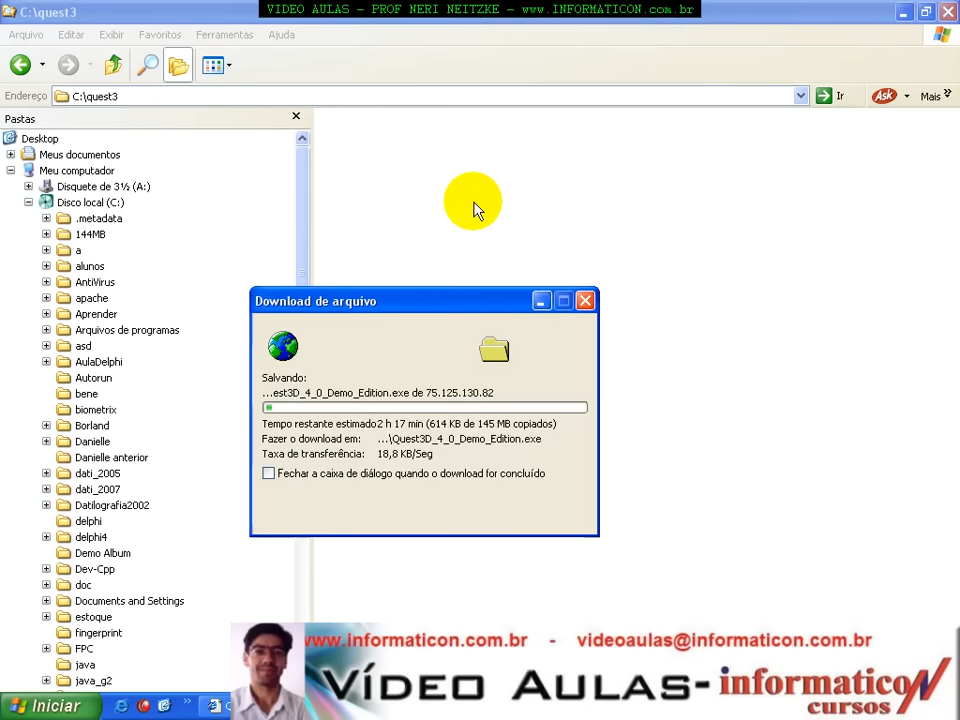 VIDEO AULAS - PROF NERI NEITZKE - www.INFORMATICON.com.br
C:\quest3
Arquivo Editar Exibir Favoritos Ferramentas Ajuda
Endereço C:\quest3 Ir Ask Mais
Pastas
Desktop
Meus documentos
Meu computador
Disquete de 3½ (A:)
Disco local (C:)
.metadata
144MB
a
alunos
AntiVirus
apache
Aprender
Arquivos de programas
asd
AulaDelphi
Autorun
bene
biometrix
Borland
Danielle
Danielle anterior
dati_2005
dati_2007
Datilografia2002
delphi
delphi4
Demo Album
Dev-Cpp
doc
Documents and Settings
estoque
fingerprint
FPC
java
java_g2
Download de arquivo
Salvando:
...est3D_4_0_Demo_Edition.exe de 75.125.130.82
Tempo restante estimado2 h 17 min (614 KB de 145 MB copiados)
Fazer o download em: ...\Quest3D_4_0_Demo_Edition.exe
Taxa de transferência: 18,8 KB/Seg
Fechar a caixa de diálogo quando o download for concluído
www.informaticon.com.br - videoaulas@informaticon.com.br
VÍDEO AULAS- informaticon
cursos
Iniciar